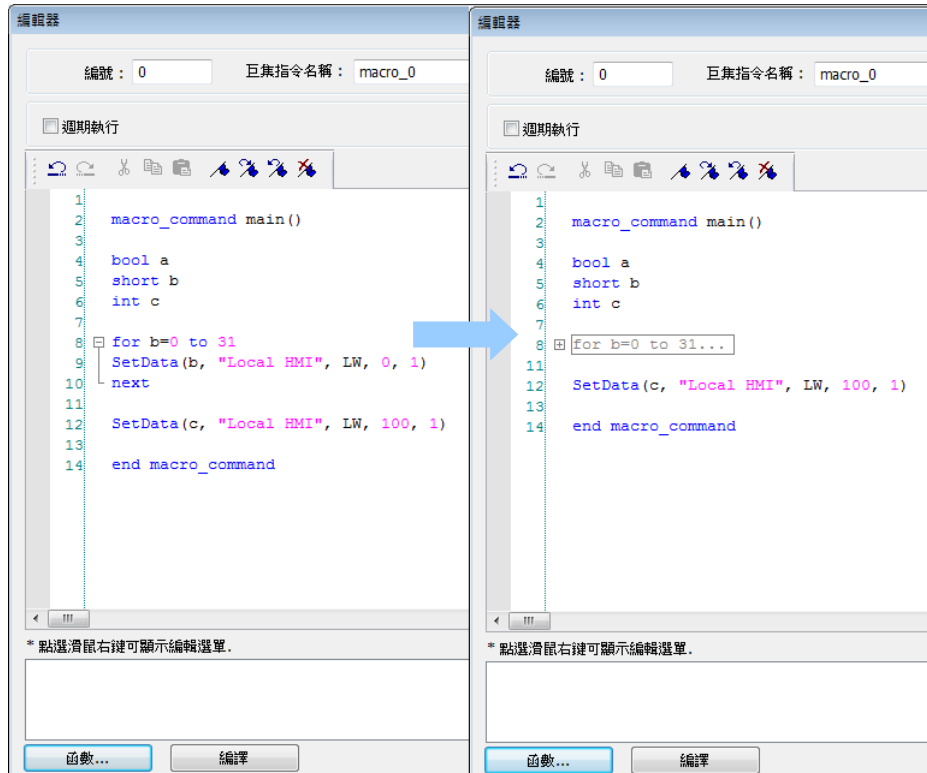 編輯器
編號： 0 巨集指令名稱： macro_0
週期執行
1
2 macro_command main()
3
4 bool a
5 short b
6 int c
7
8 for b=0 to 31
9 SetData(b, "Local HMI", LW, 0, 1)
10 next
11
12 SetData(c, "Local HMI", LW, 100, 1)
13
14 end macro_command
* 點選滑鼠右鍵可顯示編輯選單.
函數... 編譯
編輯器
編號： 0 巨集指令名稱： macro_0
週期執行
1
2 macro_command main()
3
4 bool a
5 short b
6 int c
7
8 for b=0 to 31...
11
12 SetData(c, "Local HMI", LW, 100, 1)
13
14 end macro_command
* 點選滑鼠右鍵可顯示編輯選單.
函數... 編譯